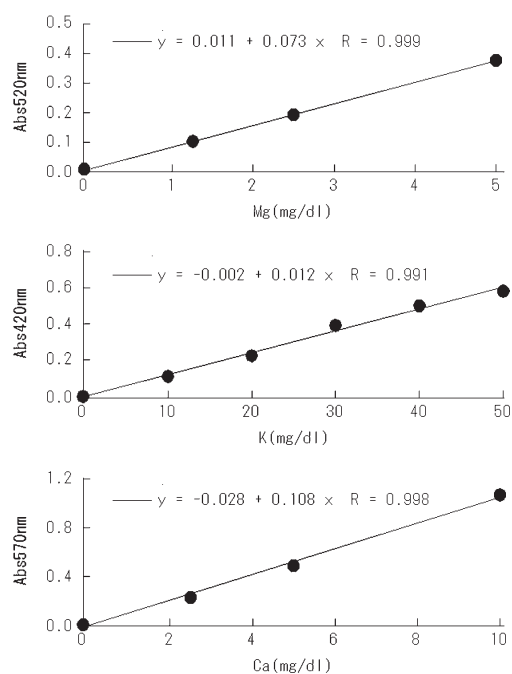 0.5
y = 0.011 + 0.073 x R = 0.999
0.4
0.3
0.2
0.1
0.0
Abs520nm
0 1 2 3 4 5
Mg(mg/dl)
0.8
y = -0.002 + 0.012 x R = 0.991
0.6
0.4
0.2
0.0
Abs420nm
0 10 20 30 40 50
K(mg/dl)
1.2
y = -0.028 + 0.108 x R = 0.998
0.8
0.4
0.0
Abs570nm
0 2 4 6 8 10
Ca(mg/dl)